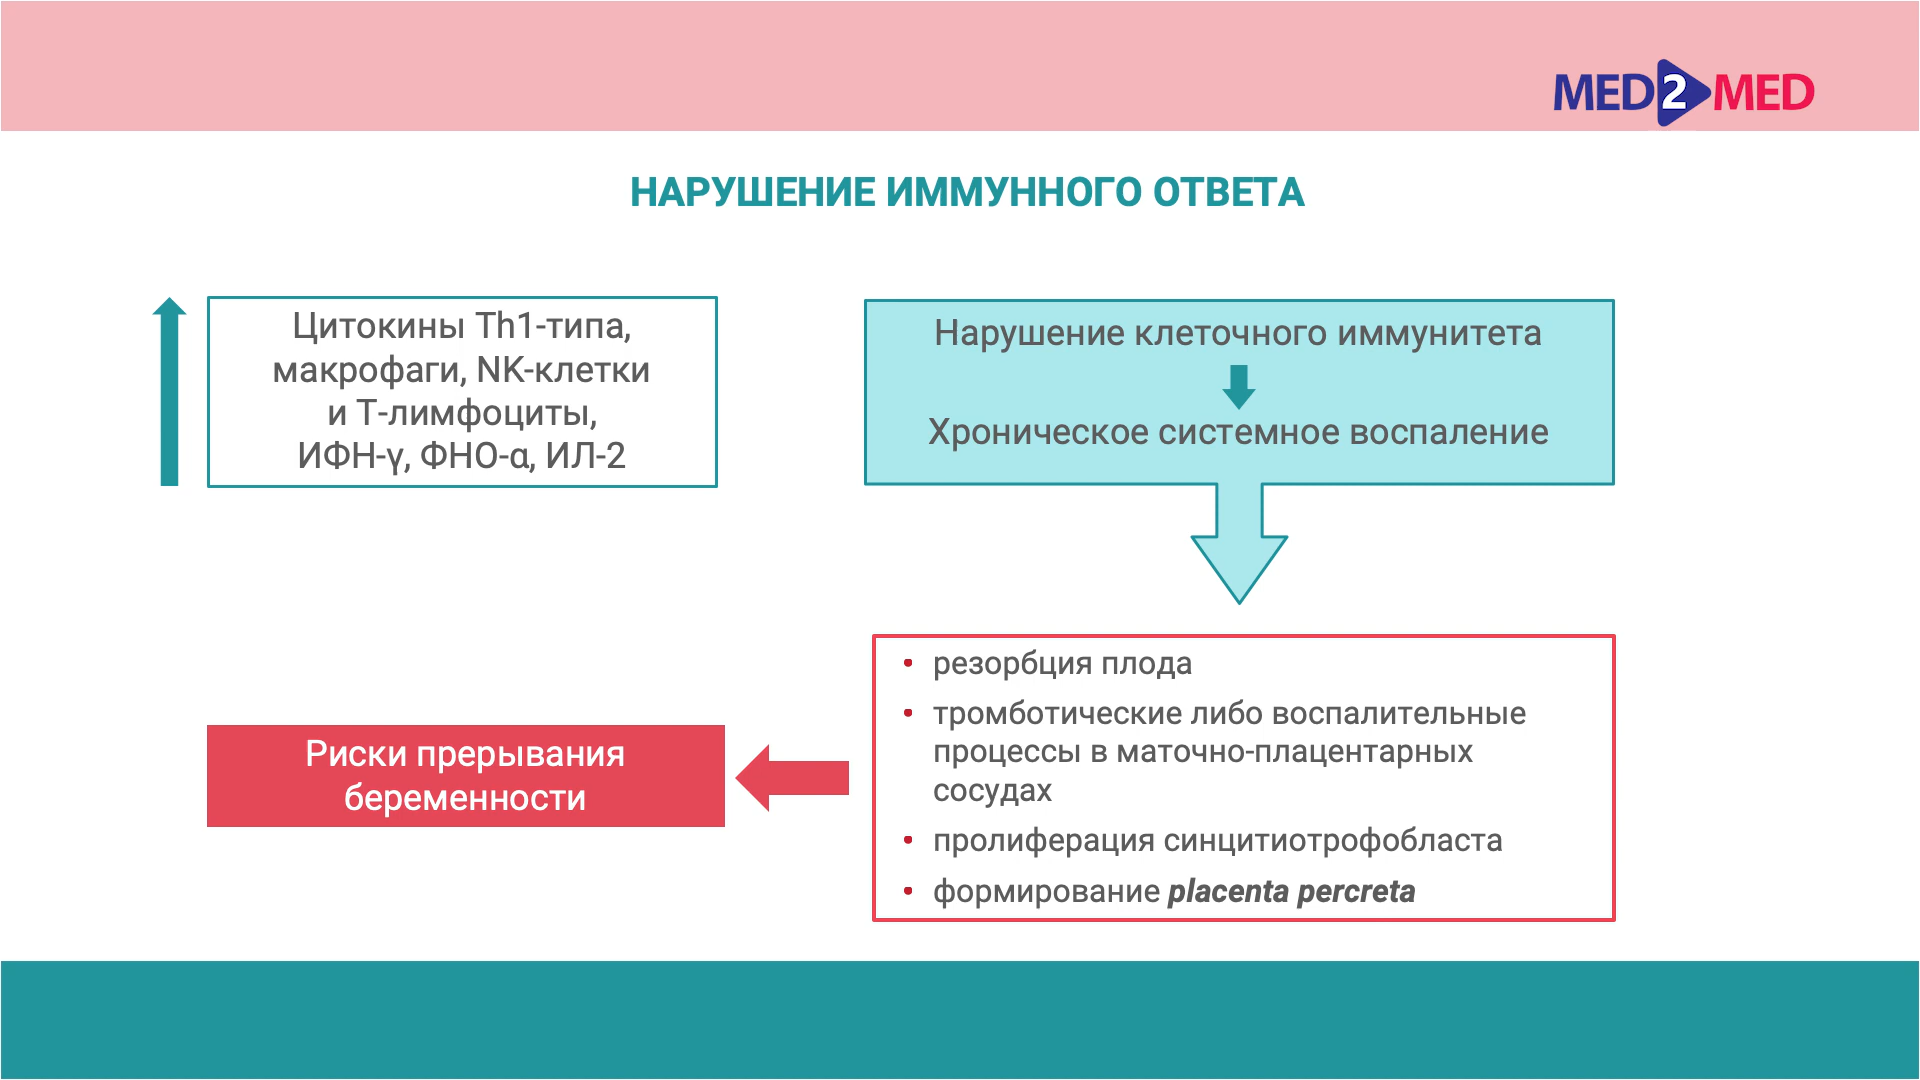 MED2MED
НАРУШЕНИЕ ИММУННОГО ОТВЕТА
Цитокины Th1-типа,
макрофаги, NK-клетки
и Т-лимфоциты,
ИФН-γ, ФНО-α, ИЛ-2
Нарушение клеточного иммунитета
Хроническое системное воспаление
• резорбция плода
• тромботические либо воспалительные
процессы в маточно-плацентарных
сосудах
• пролиферация синцитиотрофобласта
• формирование placenta percreta
Риски прерывания
беременности